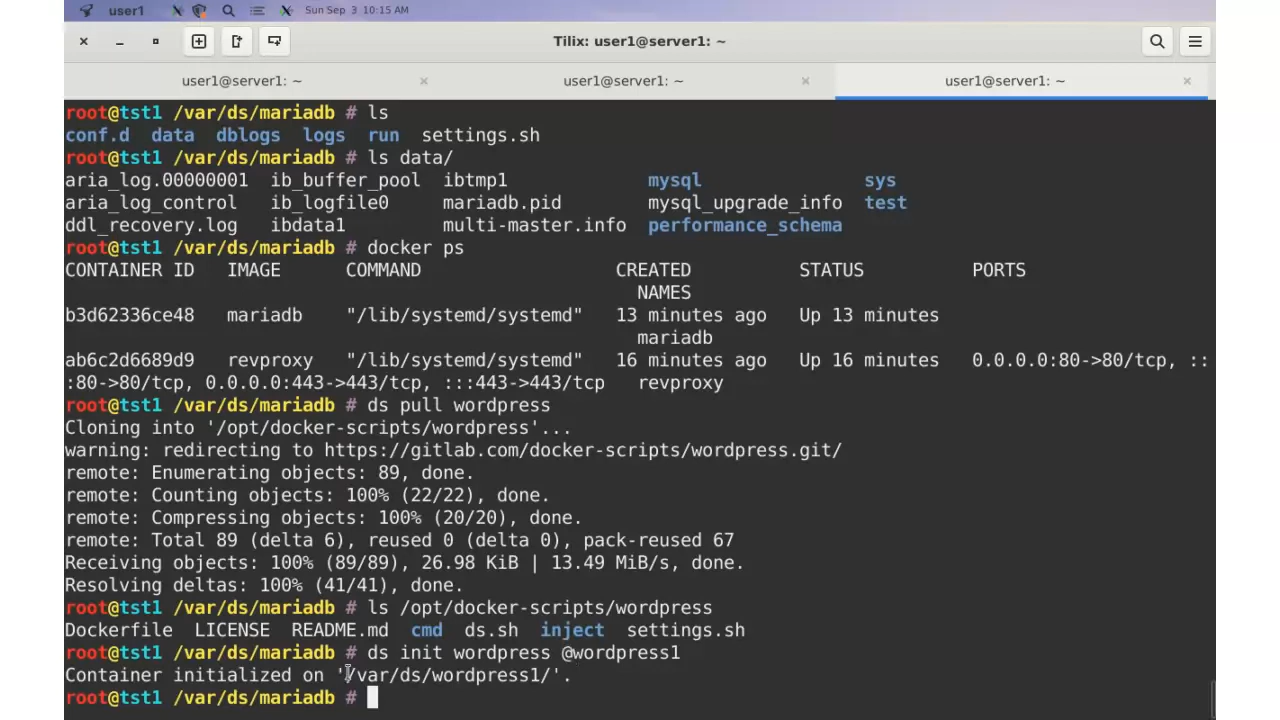 user1 Sun Sep 3 10:15 AM
Tilix: user1@server1: ~
user1@server1: ~ × user1@server1: ~ × user1@server1: ~ ×
root@tst1 /var/ds/mariadb # ls
conf.d data dblogs logs run settings.sh
root@tst1 /var/ds/mariadb # ls data/
aria_log.00000001 ib_buffer_pool ibtmp1 mysql sys
aria_log_control ib_logfile0 mariadb.pid mysql_upgrade_info test
ddl_recovery.log ibdata1 multi-master.info performance_schema
root@tst1 /var/ds/mariadb # docker ps
CONTAINER ID IMAGE COMMAND CREATED STATUS PORTS
NAMES
b3d62336ce48 mariadb "/lib/systemd/systemd" 13 minutes ago Up 13 minutes
mariadb
ab6c2d6689d9 revproxy "/lib/systemd/systemd" 16 minutes ago Up 16 minutes 0.0.0.0:80->80/tcp, ::
:80->80/tcp, 0.0.0.0:443->443/tcp, :::443->443/tcp revproxy
root@tst1 /var/ds/mariadb # ds pull wordpress
Cloning into '/opt/docker-scripts/wordpress'...
warning: redirecting to https://gitlab.com/docker-scripts/wordpress.git/
remote: Enumerating objects: 89, done.
remote: Counting objects: 100% (22/22), done.
remote: Compressing objects: 100% (20/20), done.
remote: Total 89 (delta 6), reused 0 (delta 0), pack-reused 67
Receiving objects: 100% (89/89), 26.98 KiB | 13.49 MiB/s, done.
Resolving deltas: 100% (41/41), done.
root@tst1 /var/ds/mariadb # ls /opt/docker-scripts/wordpress
Dockerfile LICENSE README.md cmd ds.sh inject settings.sh
root@tst1 /var/ds/mariadb # ds init wordpress @wordpress1
Container initialized on '/var/ds/wordpress1/'.
root@tst1 /var/ds/mariadb #